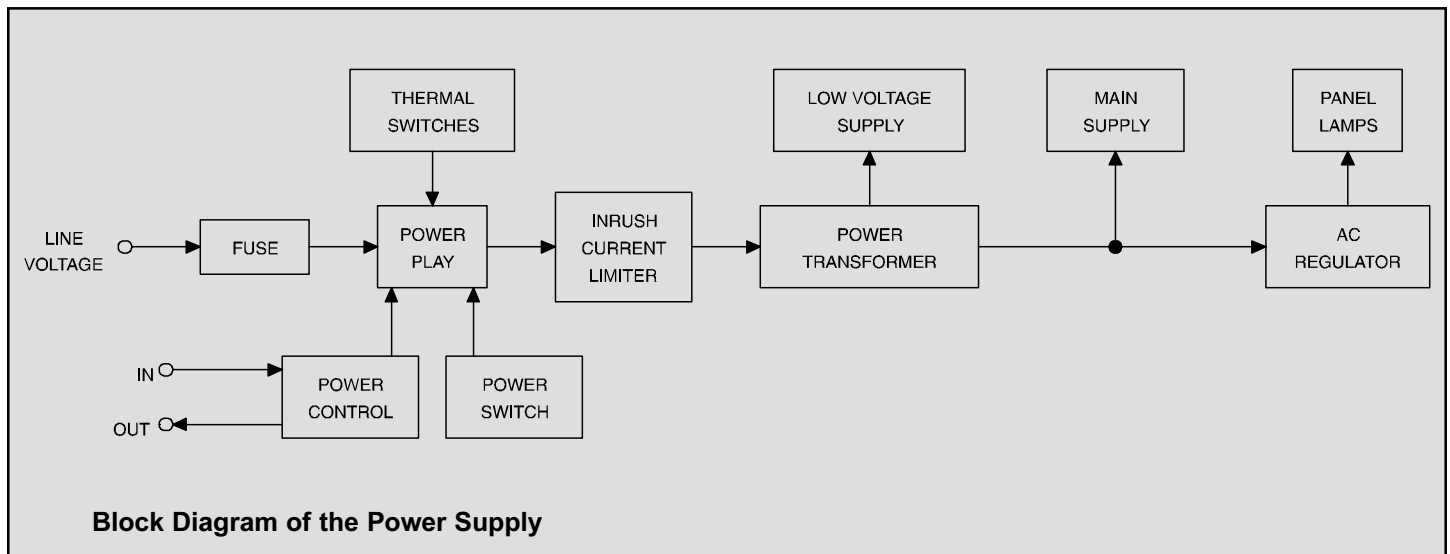 THERMAL
SWITCHES
LOW VOLTAGE
SUPPLY
MAIN
SUPPLY
PANEL
LAMPS
LINE
VOLTAGE
FUSE
POWER
PLAY
INRUSH
CURRENT
LIMITER
POWER
TRANSFORMER
AC
REGULATOR
IN
OUT
POWER
CONTROL
POWER
SWITCH
Block Diagram of the Power Supply